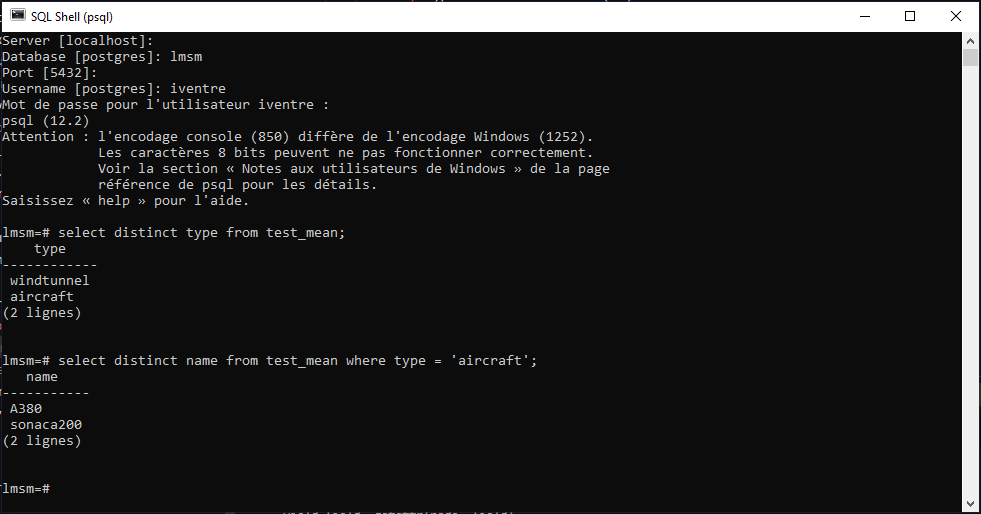 SQL Shell (psql)
Server [localhost]:
Database [postgres]: lmsm
Port [5432]:
Username [postgres]: iventre
Mot de passe pour l'utilisateur iventre :
psql (12.2)
Attention : l'encodage console (850) diffère de l'encodage Windows (1252).
Les caractères 8 bits peuvent ne pas fonctionner correctement.
Voir la section « Notes aux utilisateurs de Windows » de la page
référence de psql pour les détails.
Saisissez « help » pour l'aide.
lmsm=# select distinct type from test_mean;
type
------------
windtunnel
aircraft
(2 lignes)
lmsm=# select distinct name from test_mean where type = 'aircraft';
name
-----------
A380
sonaca200
(2 lignes)
lmsm=#